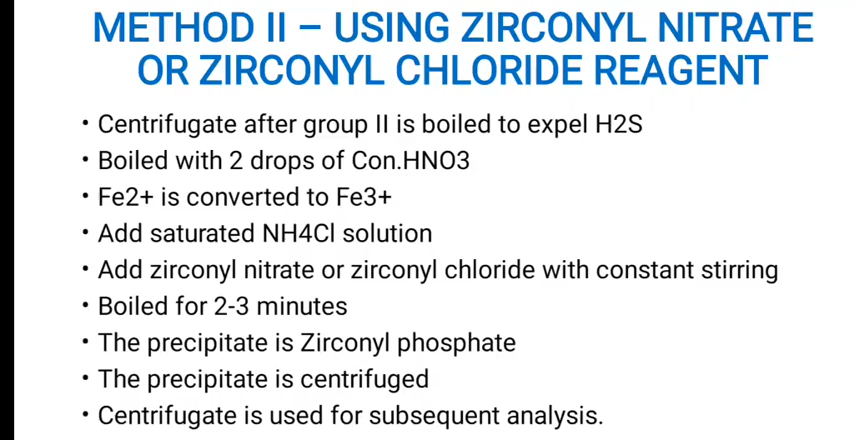 METHOD II – USING ZIRCONYL NITRATE
OR ZIRCONYL CHLORIDE REAGENT
• Centrifugate after group II is boiled to expel H2S
• Boiled with 2 drops of Con.HNO3
• Fe2+ is converted to Fe3+
• Add saturated NH4Cl solution
• Add zirconyl nitrate or zirconyl chloride with constant stirring
• Boiled for 2-3 minutes
• The precipitate is Zirconyl phosphate
• The precipitate is centrifuged
• Centrifugate is used for subsequent analysis.